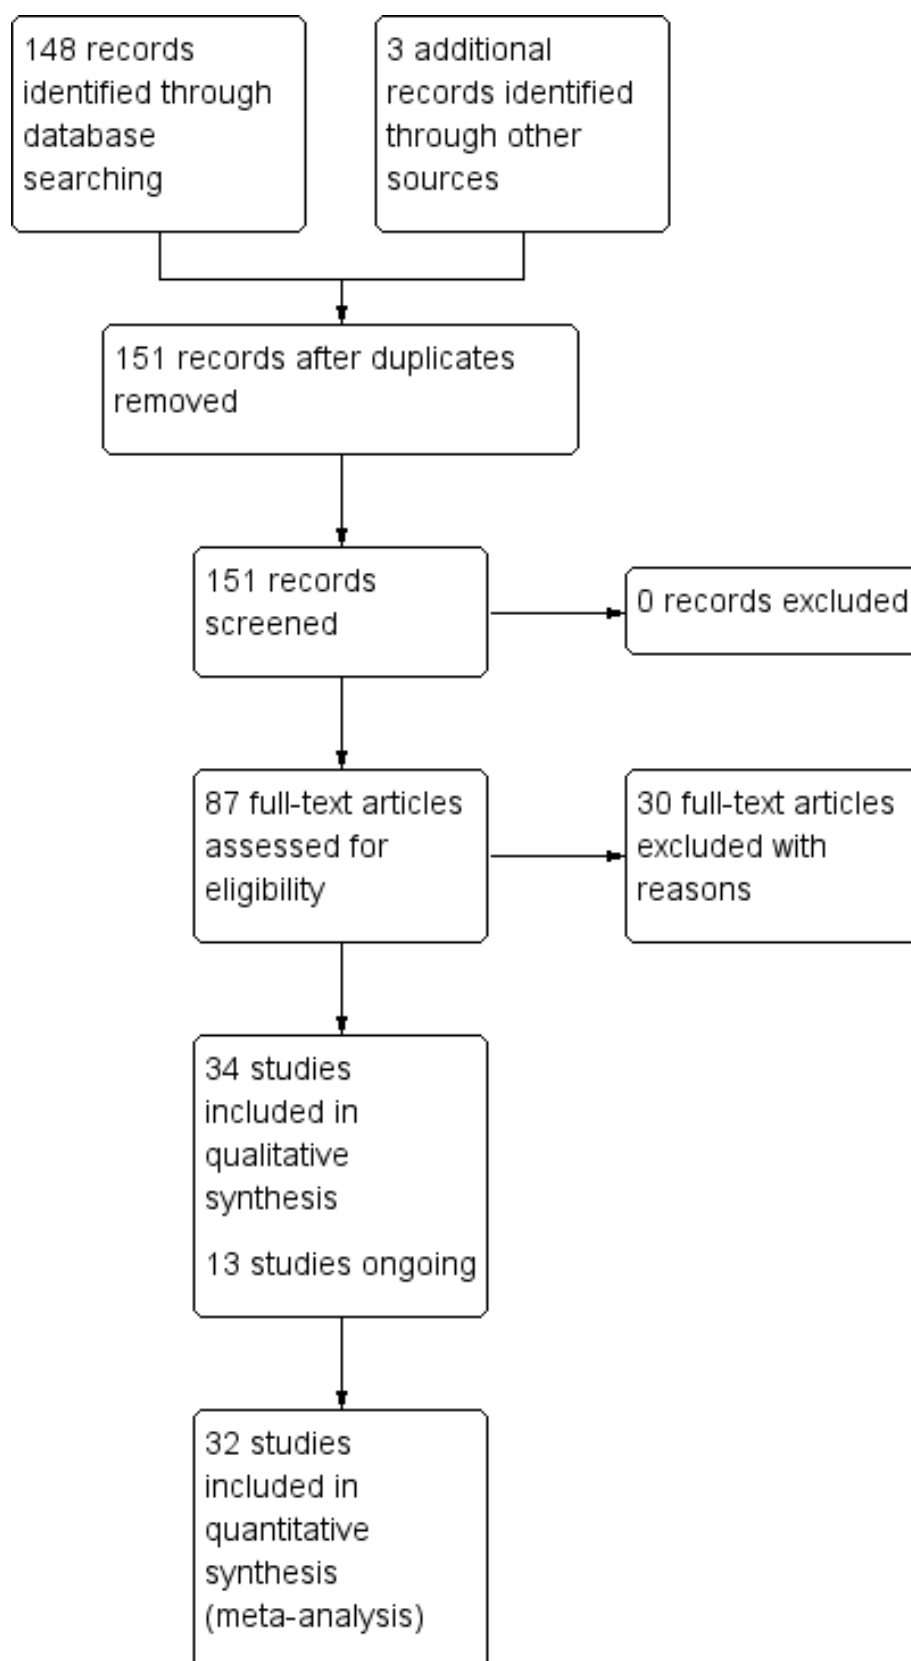 148 records
identified through
database
searching
3 additional
records identified
through other
sources
151 records after duplicates
removed
151 records
screened
0 records excluded
87 full-text articles
assessed for
eligibility
30 full-text articles
excluded with
reasons
34 studies
included in
qualitative
synthesis
13 studies ongoing
32 studies
included in
quantitative
synthesis
(meta-analysis)